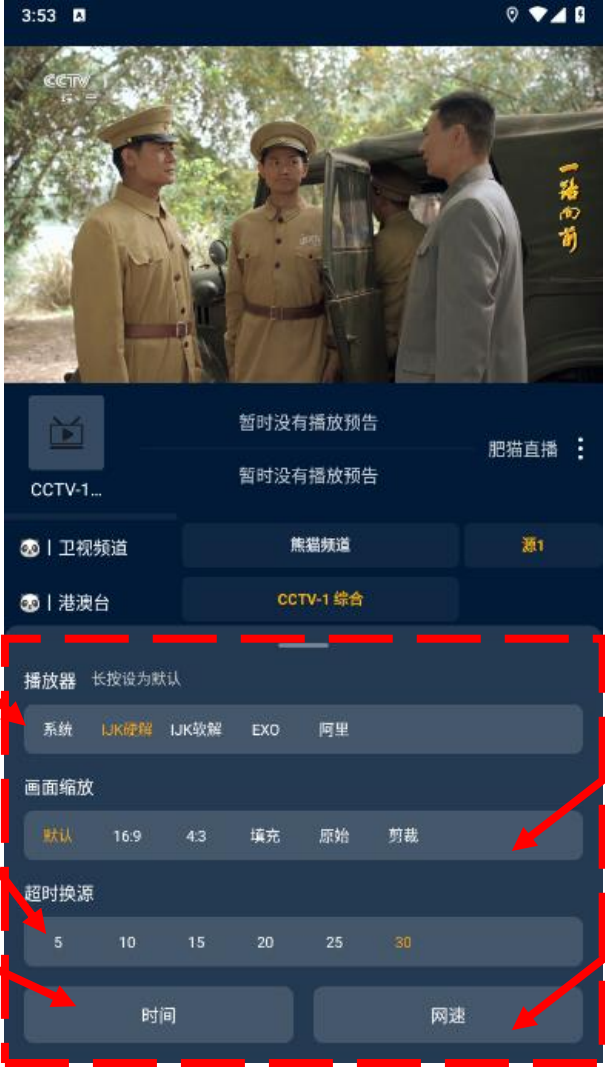 3:53
CCTV 1
综合
一路向前
暂时没有播放预告
肥猫直播
暂时没有播放预告
CCTV-1...
🐼 | 卫视频道
熊猫频道
源1
🐼 | 港澳台
CCTV-1 综合
播放器 长按设为默认
系统 IJK硬解 IJK软解 EXO 阿里
画面缩放
默认 16:9 4:3 填充 原始 剪裁
超时换源
5 10 15 20 25 30
时间 网速